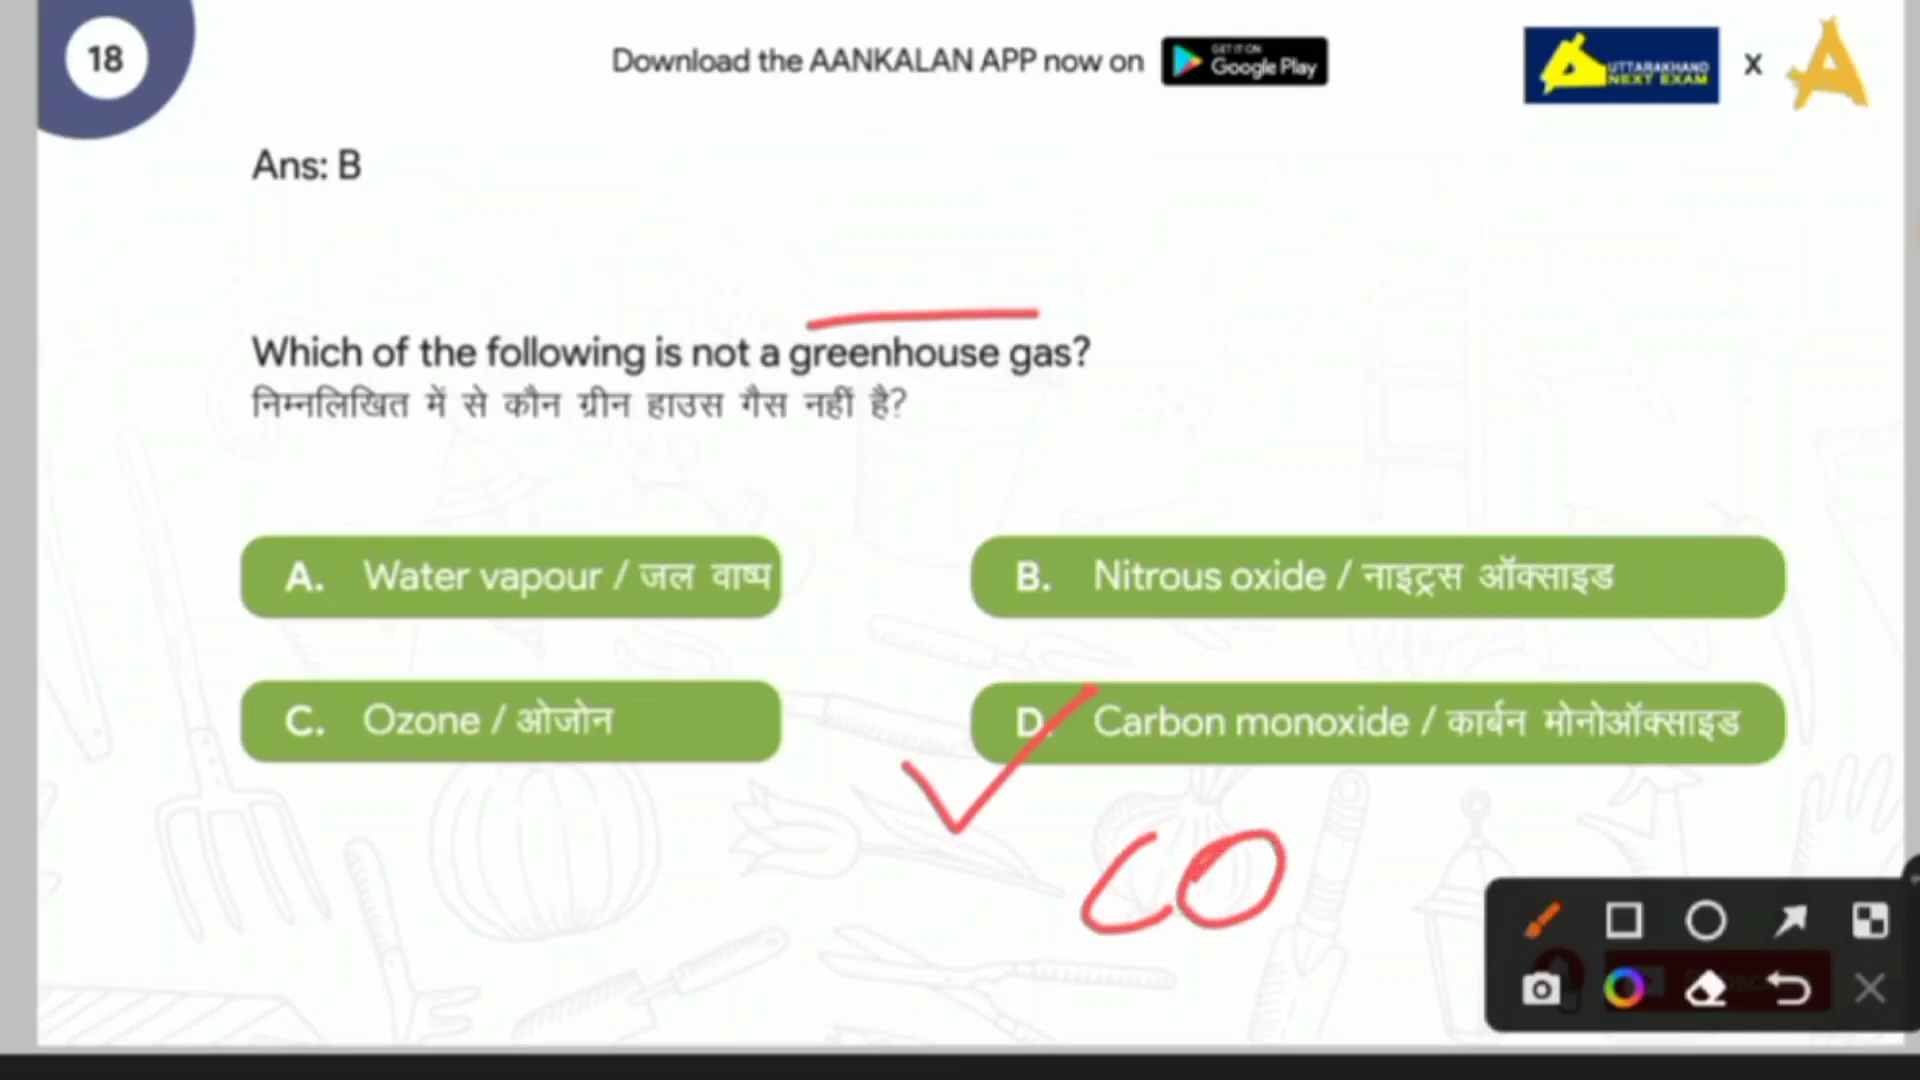 18
Download the AANKALAN APP now on
GET IT ON
Google Play
UTTARAKHAND
NEXT EXAM
X
Ans: B
Which of the following is not a greenhouse gas?
निम्नलिखित में से कौन ग्रीन हाउस गैस नहीं है?
A. Water vapour / जल वाष्प
B. Nitrous oxide / नाइट्रस ऑक्साइड
C. Ozone / ओजोन
D. Carbon monoxide / कार्बन मोनोऑक्साइड
CO